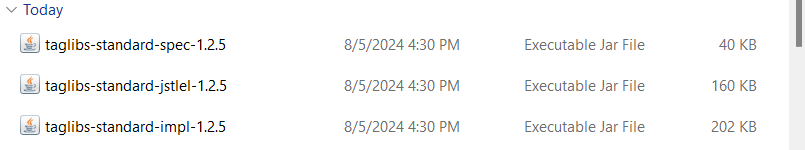 Today
taglibs-standard-spec-1.2.5 8/5/2024 4:30 PM Executable Jar File 40 KB
taglibs-standard-jstlel-1.2.5 8/5/2024 4:30 PM Executable Jar File 160 KB
taglibs-standard-impl-1.2.5 8/5/2024 4:30 PM Executable Jar File 202 KB